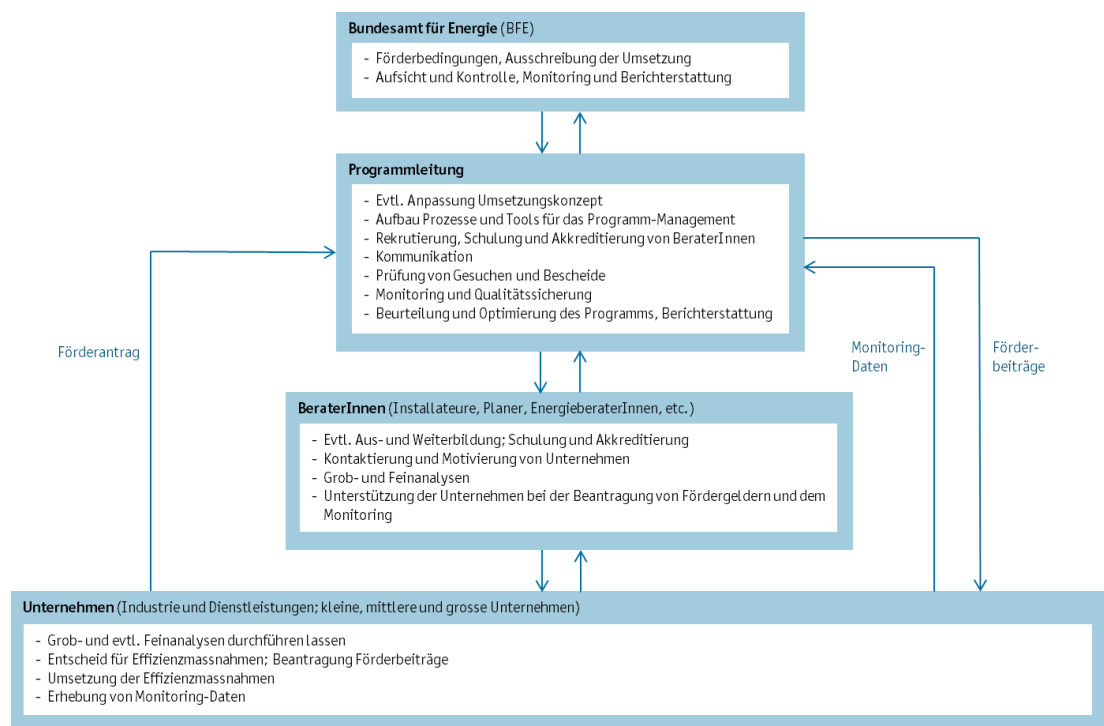 Bundesamt für Energie (BFE)
- Förderbedingungen, Ausschreibung der Umsetzung
- Aufsicht und Kontrolle, Monitoring und Berichterstattung
Programmleitung
- Evtl. Anpassung Umsetzungskonzept
- Aufbau Prozesse und Tools für das Programm-Management
- Rekrutierung, Schulung und Akkreditierung von BeraterInnen
- Kommunikation
- Prüfung von Gesuchen und Bescheide
- Monitoring und Qualitätssicherung
- Beurteilung und Optimierung des Programms, Berichterstattung
Förderantrag
Monitoring-
Daten
Förder-
beiträge
BeraterInnen (Installateure, Planer, EnergieberaterInnen, etc.)
- Evtl. Aus- und Weiterbildung; Schulung und Akkreditierung
- Kontaktierung und Motivierung von Unternehmen
- Grob- und Feinanalysen
- Unterstützung der Unternehmen bei der Beantragung von Fördergeldern und dem
Monitoring
Unternehmen (Industrie und Dienstleistungen; kleine, mittlere und grosse Unternehmen)
- Grob- und evtl. Feinanalysen durchführen lassen
- Entscheid für Effizienzmassnahmen; Beantragung Förderbeiträge
- Umsetzung der Effizienzmassnahmen
- Erhebung von Monitoring-Daten